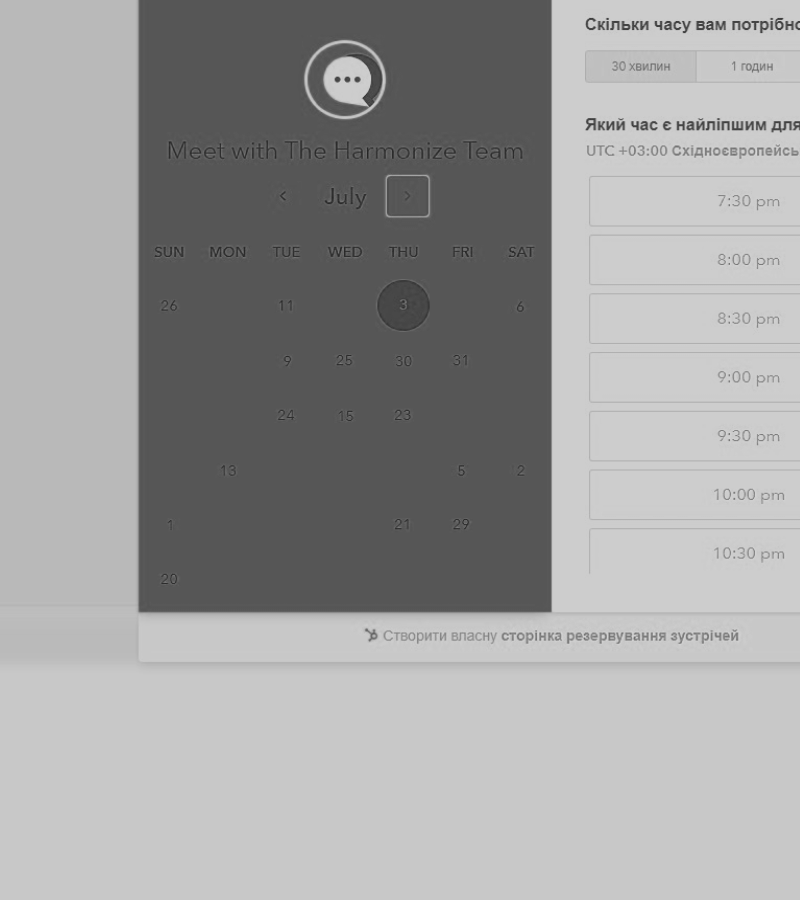 Meet with The Harmonize Team
July
SUN MON TUE WED THU FRI SAT
26 11 3 6
9 25 30 31
24 15 23
13 5 2
1 21 29
20
Скільки часу вам потрібно
30 хвилин 1 годин
Який час є найліпшим для
UTC +03:00 Східноєвропейсь
7:30 pm
8:00 pm
8:30 pm
9:00 pm
9:30 pm
10:00 pm
10:30 pm
Створити власну сторінка резервування зустрічей